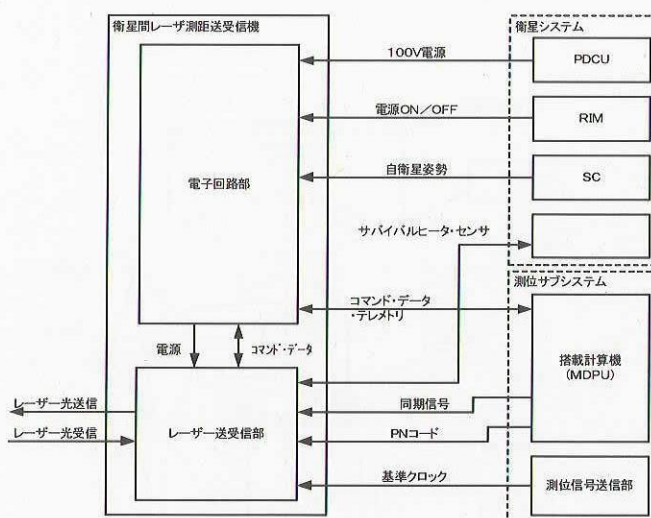 衛星間レーザ測距送受信機
電子回路部
電源
コマンド・データ
レーザー送受信部
レーザー光送信
レーザー光受信
100V電源
電源ON／OFF
自衛星姿勢
サバイバルヒータ・センサ
コマンド・データ
・テレメトリ
同期信号
PNコード
基準クロック
衛星システム
PDCU
RIM
SC
測位サブシステム
搭載計算機
(MDPU)
測位信号送信部